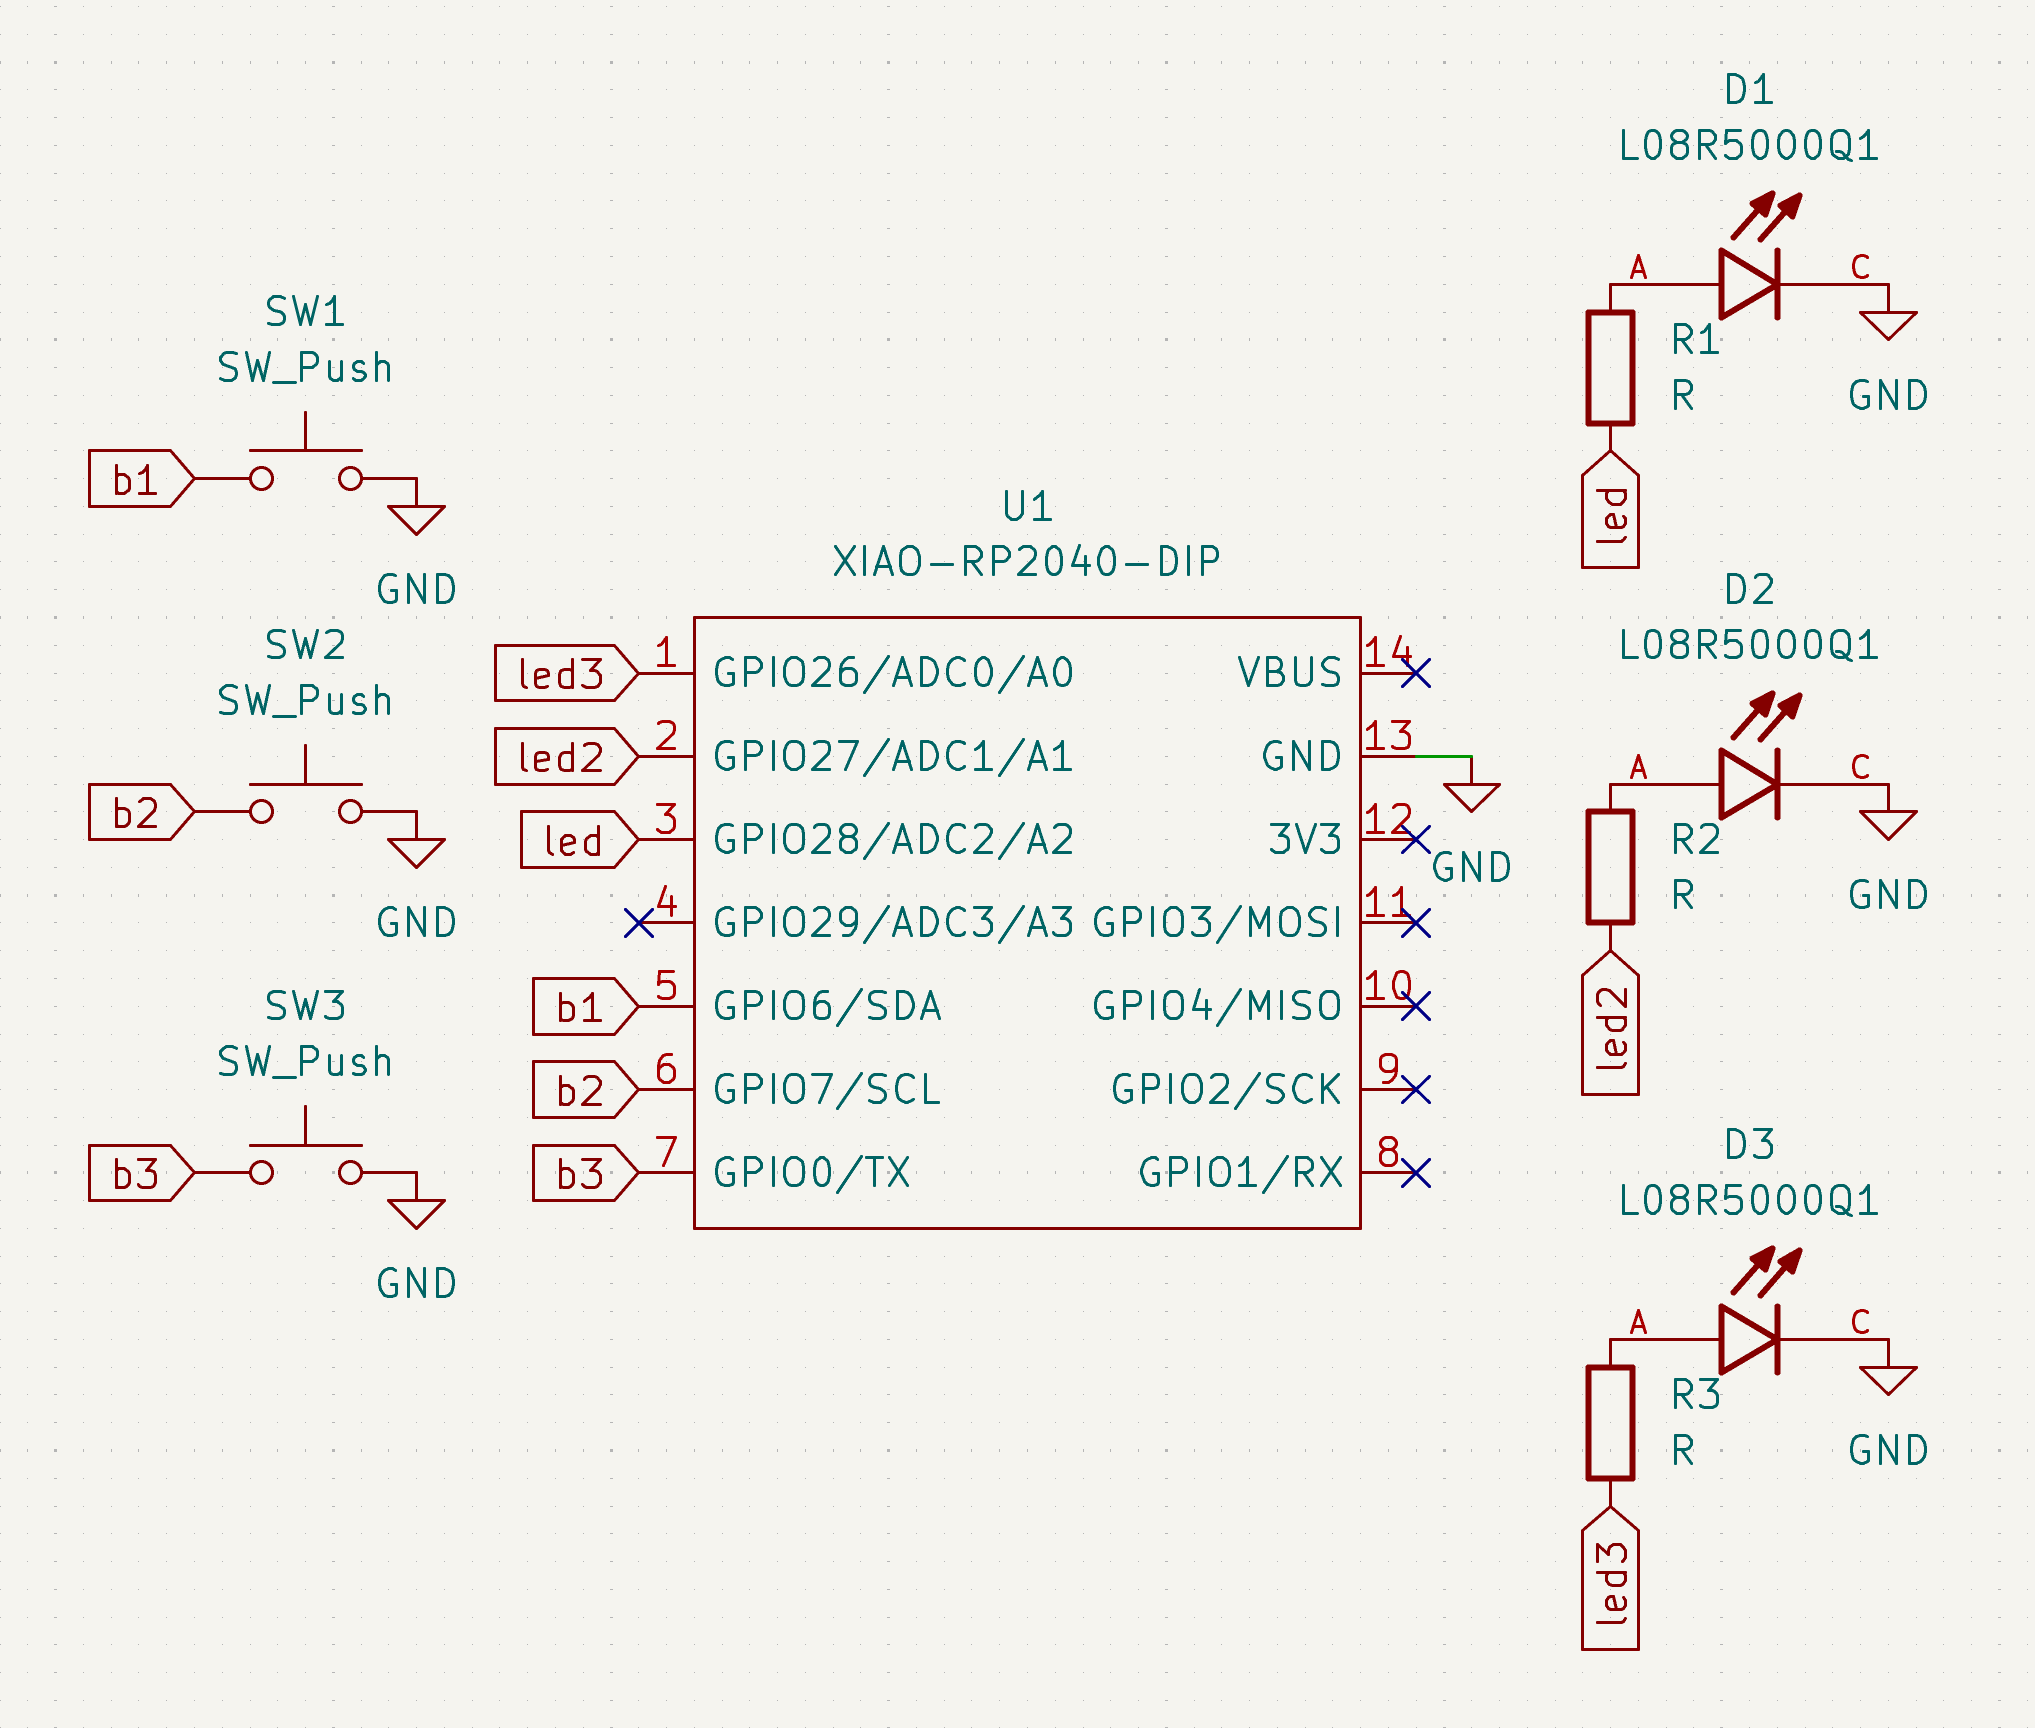 SW1
SW_Push
b1
GND
SW2
SW_Push
b2
GND
SW3
SW_Push
b3
GND
U1
XIAO-RP2040-DIP
led3 1 GPIO26/ADC0/A0 VBUS 14
led2 2 GPIO27/ADC1/A1 GND 13
led 3 GPIO28/ADC2/A2 3V3 12
GND
4 GPIO29/ADC3/A3 GPIO3/MOSI 11
b1 5 GPIO6/SDA GPIO4/MISO 10
b2 6 GPIO7/SCL GPIO2/SCK 9
b3 7 GPIO0/TX GPIO1/RX 8
D1
L08R5000Q1
A C
R1
R GND
led
D2
L08R5000Q1
A C
R2
R GND
led2
D3
L08R5000Q1
A C
R3
R GND
led3